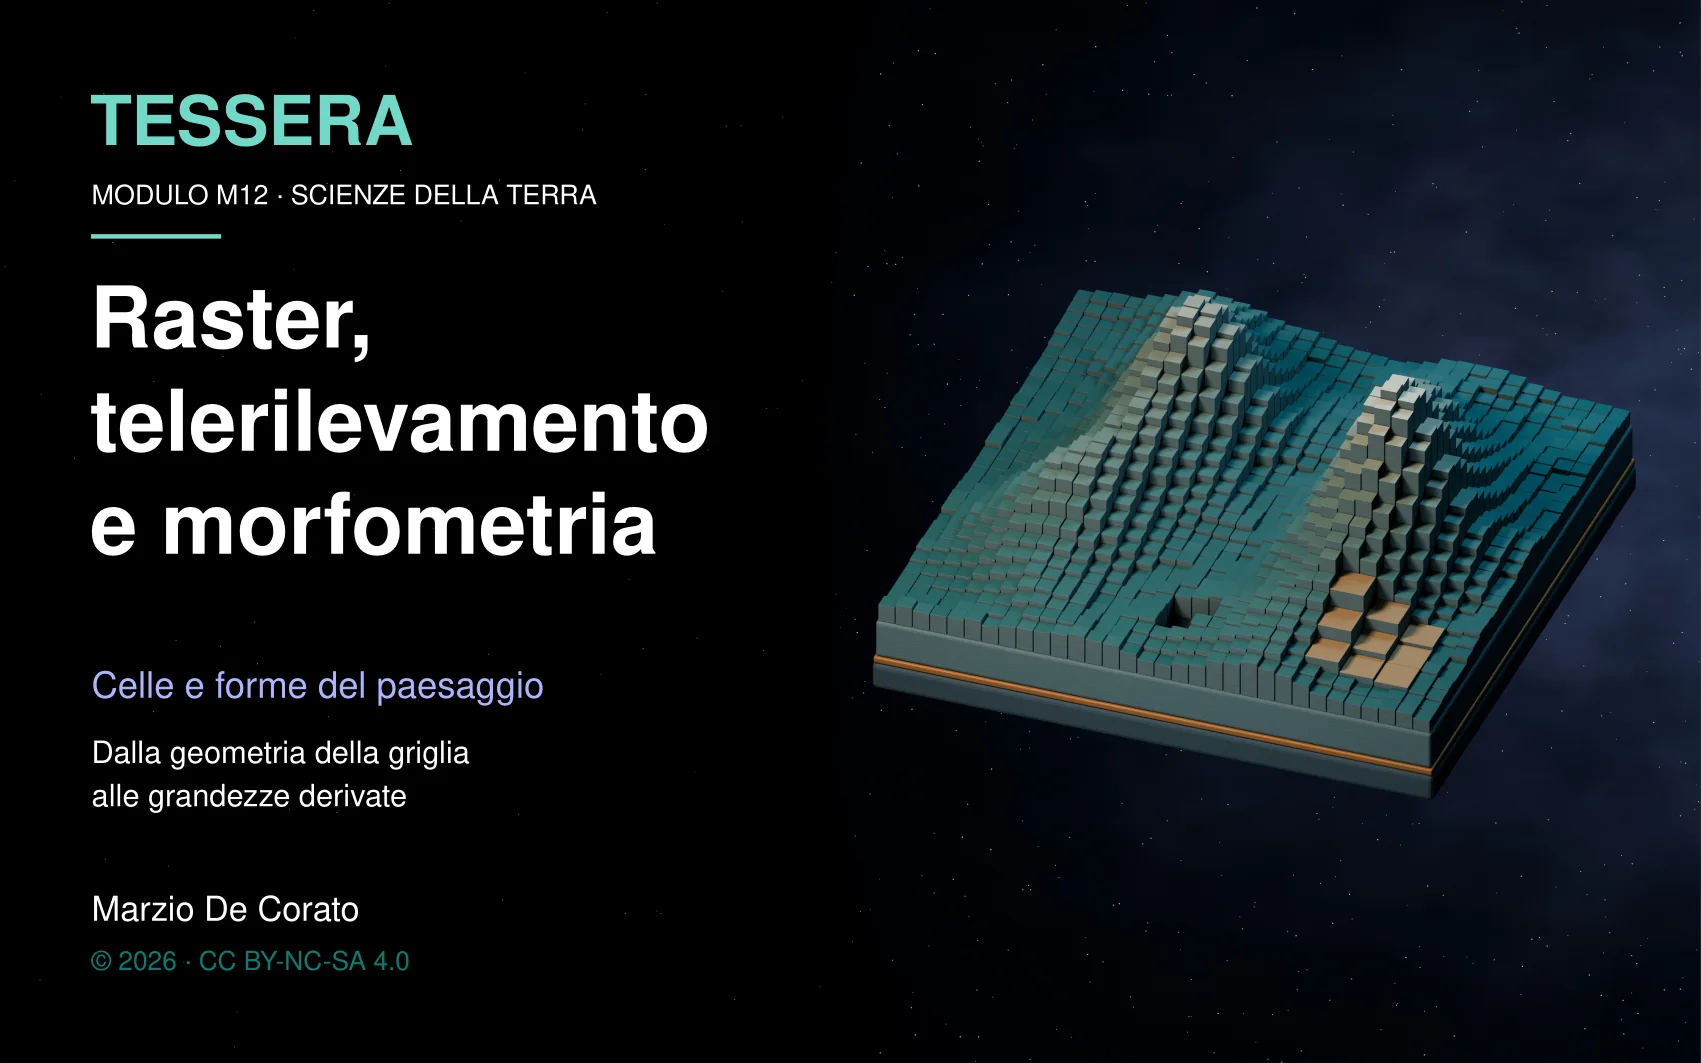 TESSERA
MODULO M12 · SCIENZE DELLA TERRA
Raster,
telerilevamento
e morfometria
Celle e forme del paesaggio
Dalla geometria della griglia
alle grandezze derivate
Marzio De Corato
© 2026 · CC BY-NC-SA 4.0